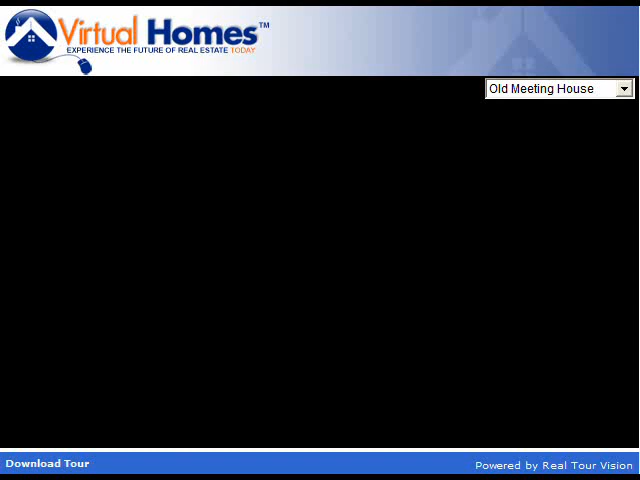 Virtual Homes™
EXPERIENCE THE FUTURE OF REAL ESTATE TODAY
Old Meeting House
Download Tour
Powered by Real Tour Vision